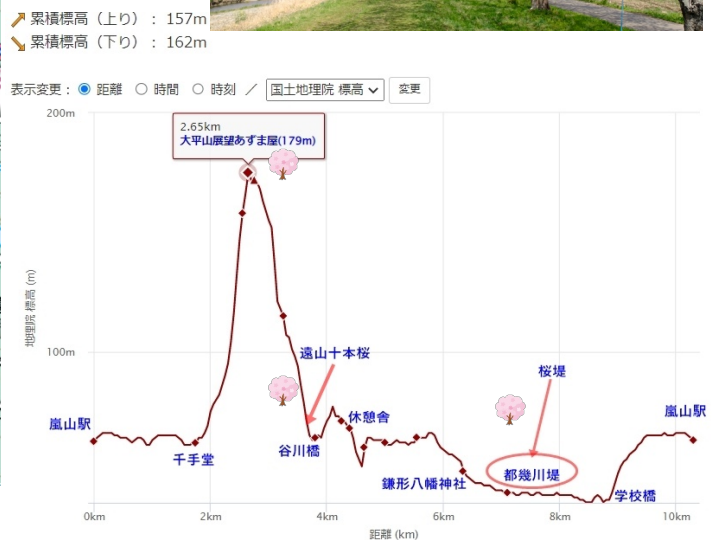 累積標高（上り）： 157m
累積標高（下り）： 162m
表示変更： 距離 時間 時刻 ／ 国土地理院 標高 変更
200m
2.65km
大平山展望あずま屋(179m)
地理院 標高 (m)
100m
遠山十本桜
桜堤
嵐山駅
休憩舎
嵐山駅
千手堂
谷川橋
鎌形八幡神社
都幾川堤
学校橋
0km 2km 4km 6km 8km 10km
距離 (km)